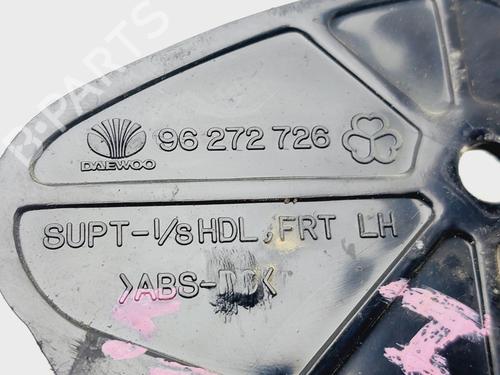 B-PARTS
DAEWOO
96 272 726
SUPT-I/S HDL, FRT LH
>ABS-